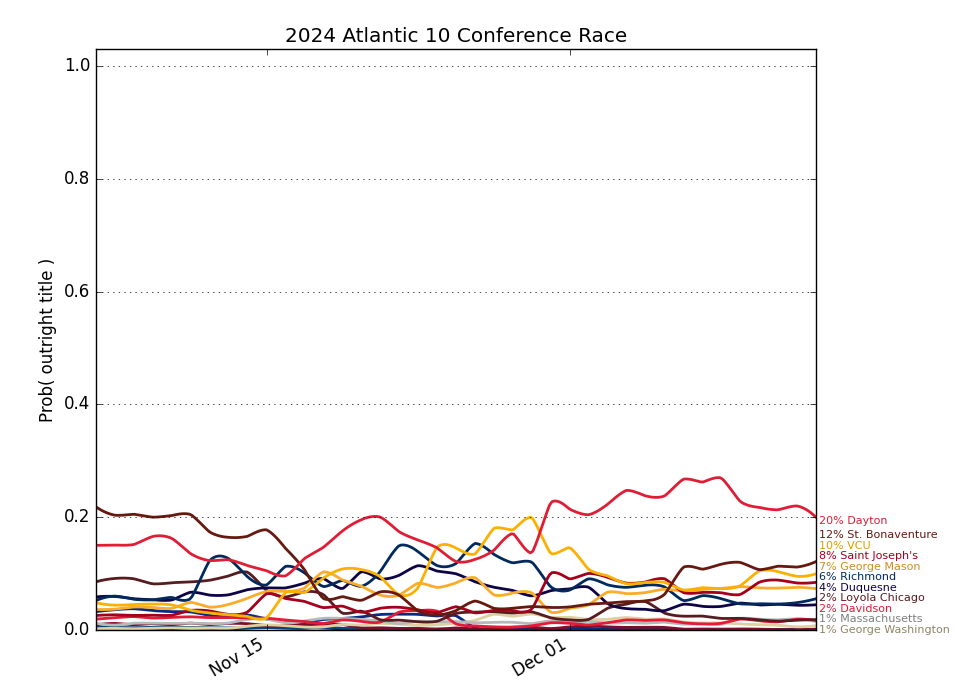 2024 Atlantic 10 Conference Race
Prob( outright title )
1.0
0.8
0.6
0.4
0.2
0.0
Nov 15
Dec 01
20% Dayton
12% St. Bonaventure
10% VCU
8% Saint Joseph's
7% George Mason
6% Richmond
4% Duquesne
2% Loyola Chicago
2% Davidson
1% Massachusetts
1% George Washington